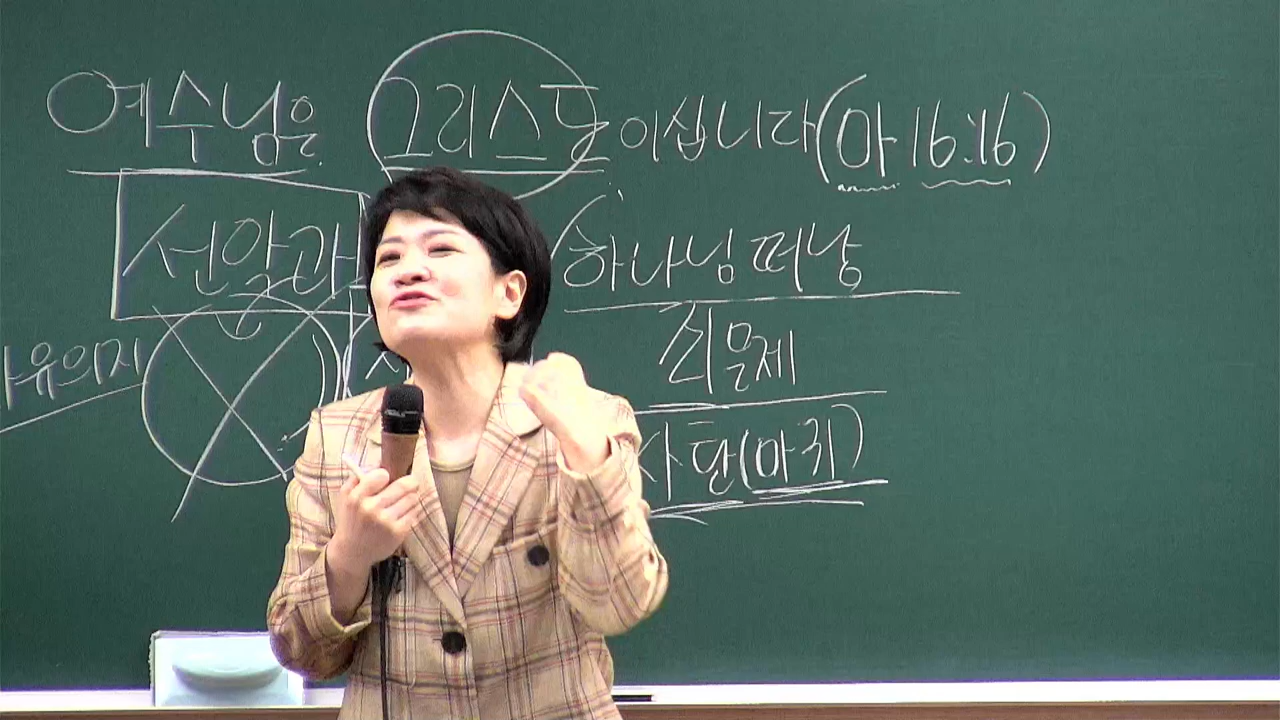 예수님은 그리스도이십니다(마16:16)
선악과
하나님 떠남
죄문제
자유의지
사탄(마귀)